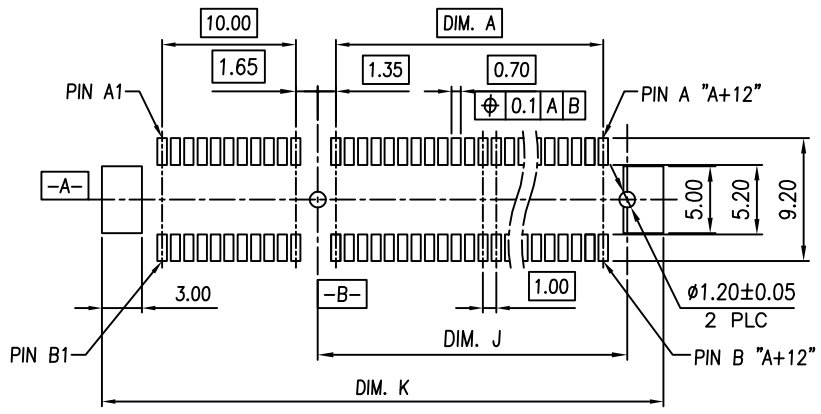 10.00
DIM. A
1.65
1.35
0.70
PIN A1
⌖ 0.1 A B
PIN A "A+12"
-A-
5.00
5.20
9.20
3.00
-B-
1.00
ø1.20±0.05
2 PLC
PIN B1
DIM. J
PIN B "A+12"
DIM. K